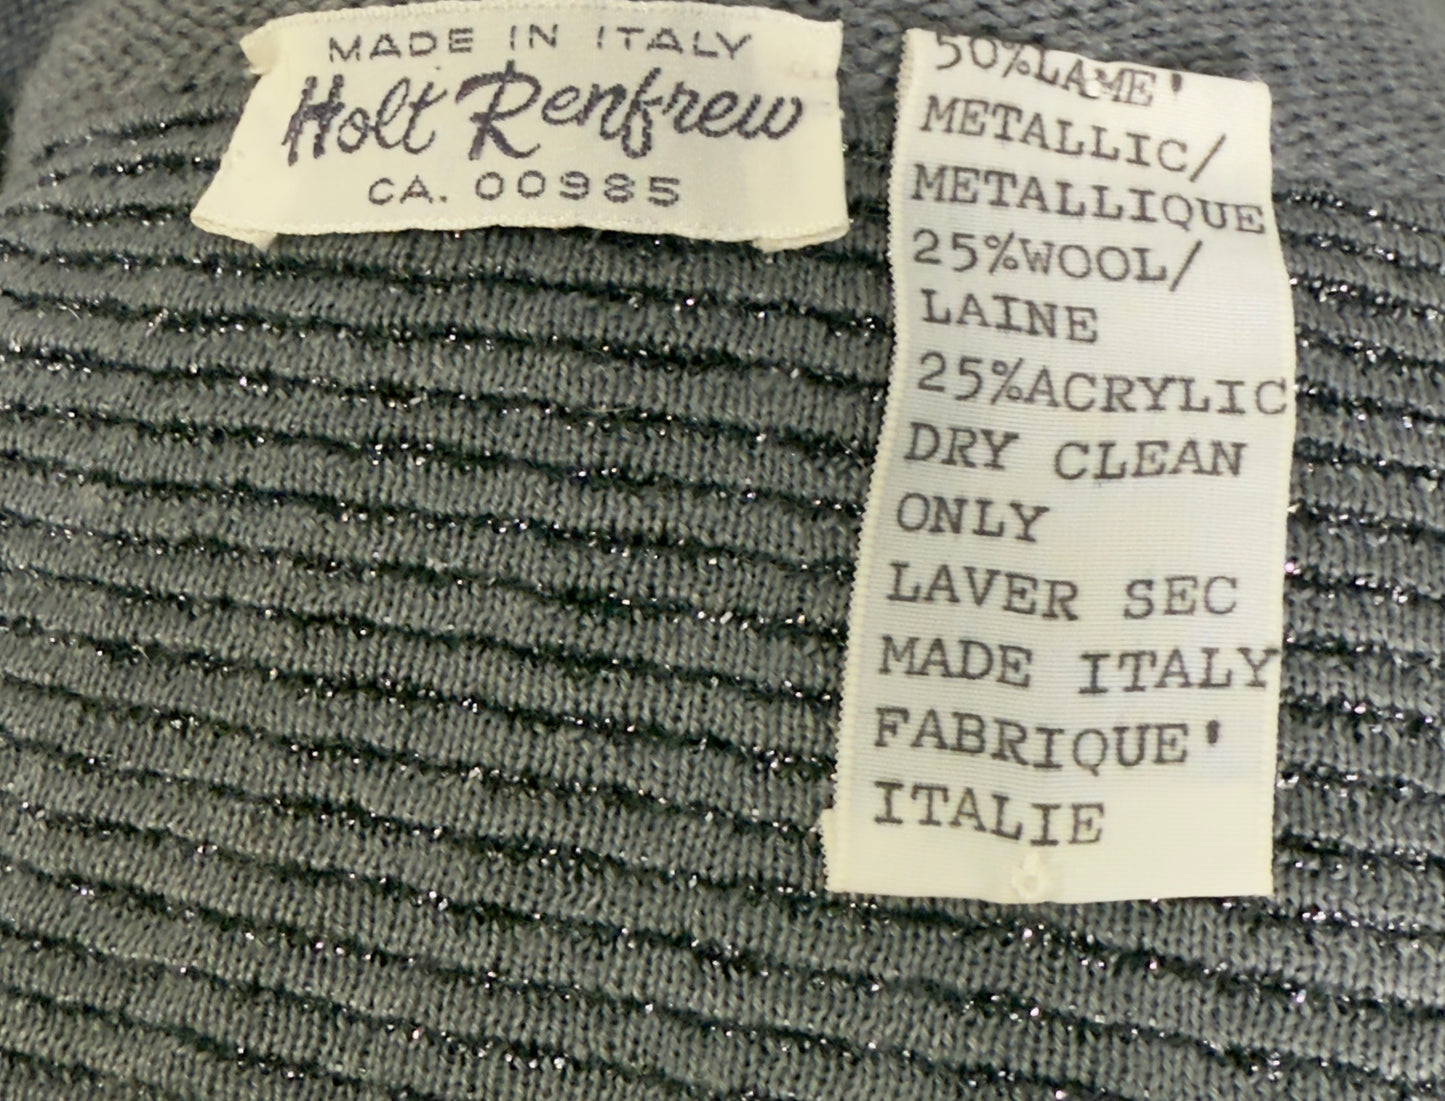 MADE IN ITALY
Holt Renfrew
CA. 00985
50%LAME'
METALLIC/
METALLIQUE
25%WOOL/
LAINE
25%ACRYLIC
DRY CLEAN
ONLY
LAVER SEC
MADE ITALY
FABRIQUE'
ITALIE